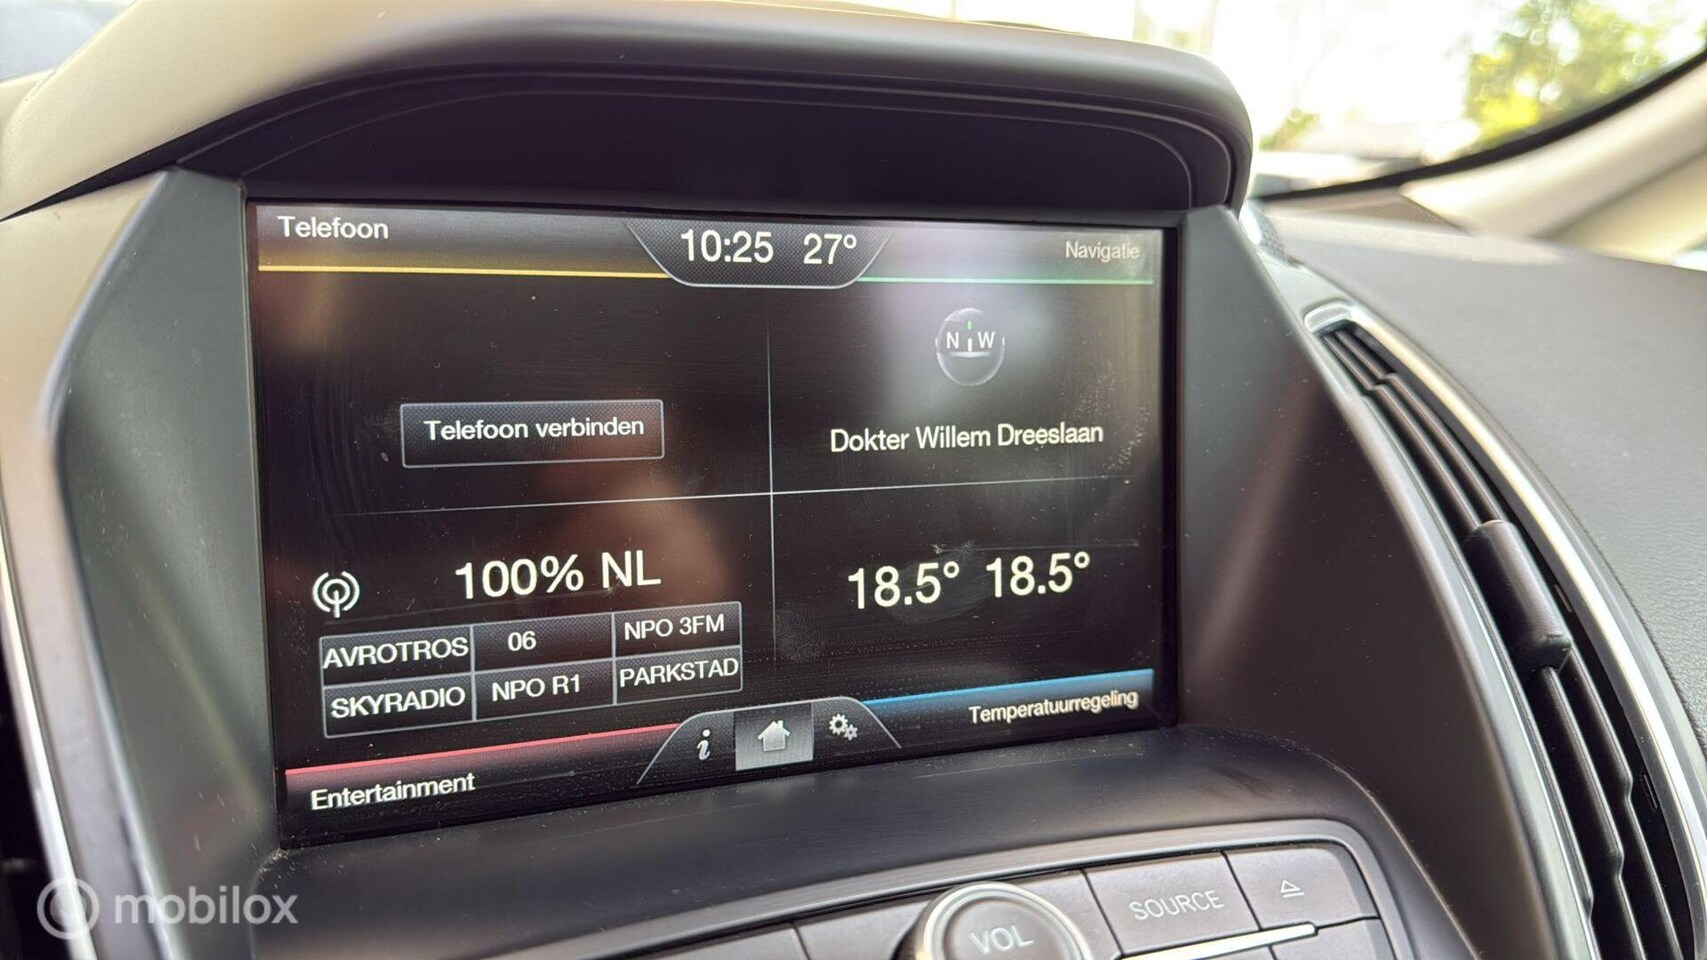 Telefoon
10:25 27°
Navigatie
N W
Telefoon verbinden
Dokter Willem Dreeslaan
100% NL
18.5° 18.5°
AVROTROS 06 NPO 3FM
SKYRADIO NPO R1 PARKSTAD
i
Entertainment
Temperatuurregeling
VOL
SOURCE
mobilox